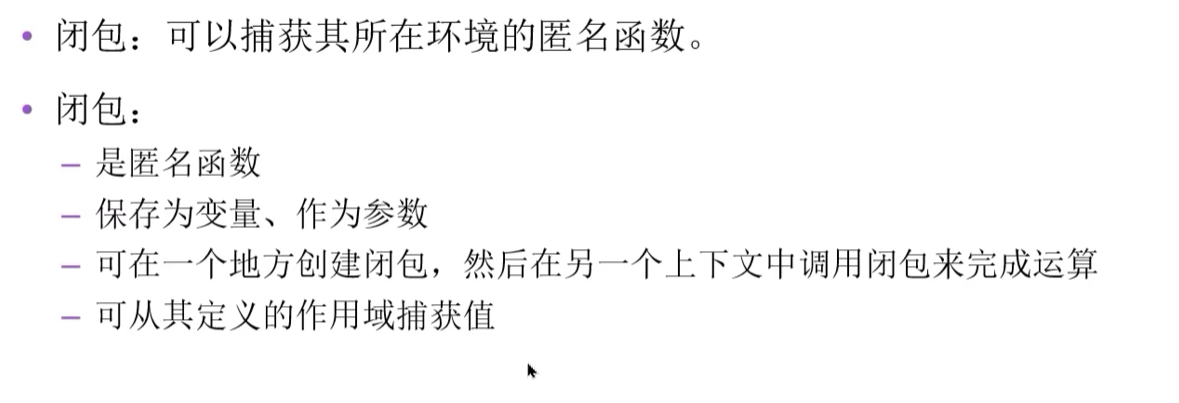 • 闭包：可以捕获其所在环境的匿名函数。
• 闭包：
– 是匿名函数
– 保存为变量、作为参数
– 可在一个地方创建闭包，然后在另一个上下文中调用闭包来完成运算
– 可从其定义的作用域捕获值